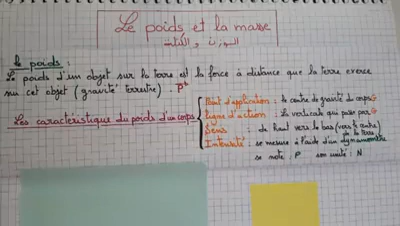 Le poids et la masse
الوزن و الكتلة
Le poids :
Le poids d'un objet sur la terre est la force à distance que la terre exerce
sur cet objet (gravité terrestre). P
Les caractéristique du poids d'un corps
Point d'application : le centre de gravité du corps
Ligne d'action : La verticale qui passe par G
Sens : de haut vers le bas (vers le centre de la terre)
Intensité : se mesure à l'aide d'un dynamomètre
se note : P son unité : N